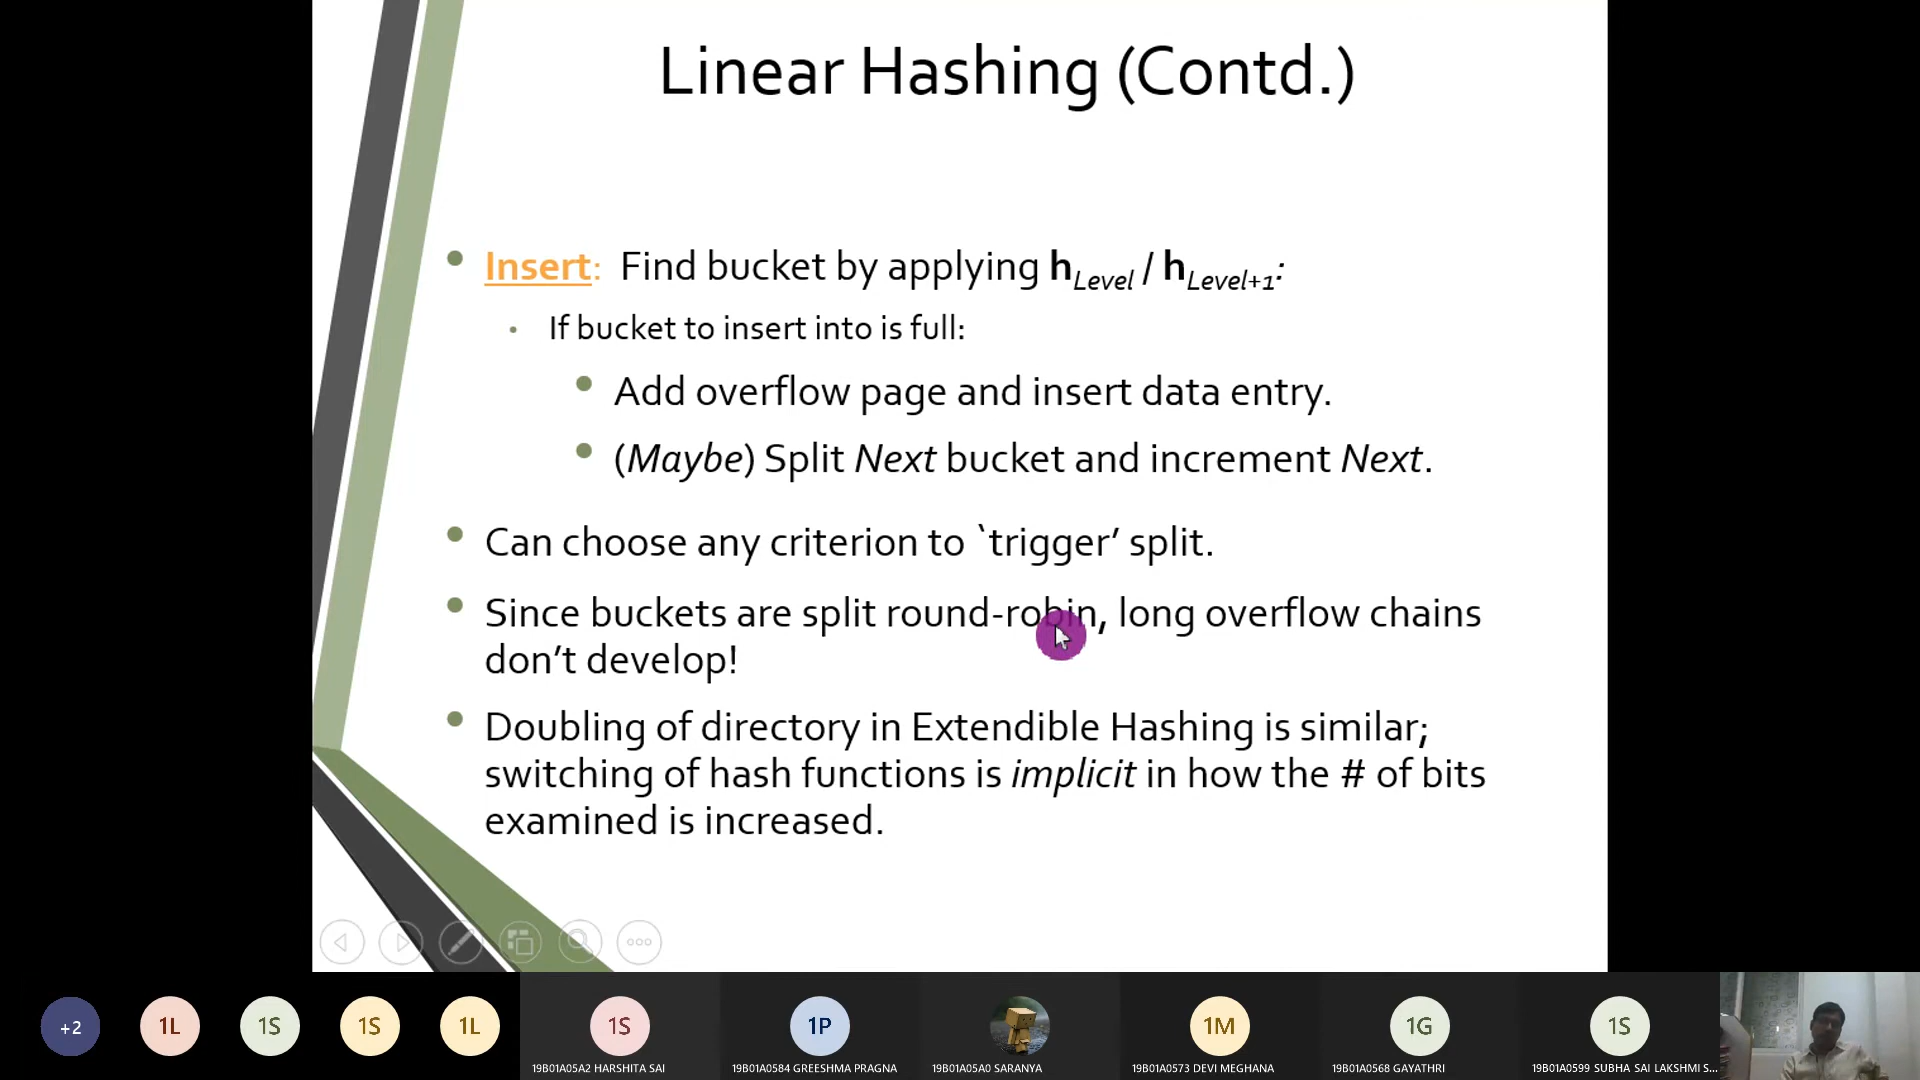 Linear Hashing (Contd.)
Insert: Find bucket by applying hLevel / hLevel+1:
If bucket to insert into is full:
Add overflow page and insert data entry.
(Maybe) Split Next bucket and increment Next.
Can choose any criterion to `trigger’ split.
Since buckets are split round-robin, long overflow chains
don’t develop!
Doubling of directory in Extendible Hashing is similar;
switching of hash functions is implicit in how the # of bits
examined is increased.
+2
1L
1S
1S
1L
1S
1P
1M
1G
1S
19B01A05A2 HARSHITA SAI
19B01A0584 GREESHMA PRAGNA
19B01A05A0 SARANYA
19B01A0573 DEVI MEGHANA
19B01A0568 GAYATHRI
19B01A0599 SUBHA SAI LAKSHMI S...